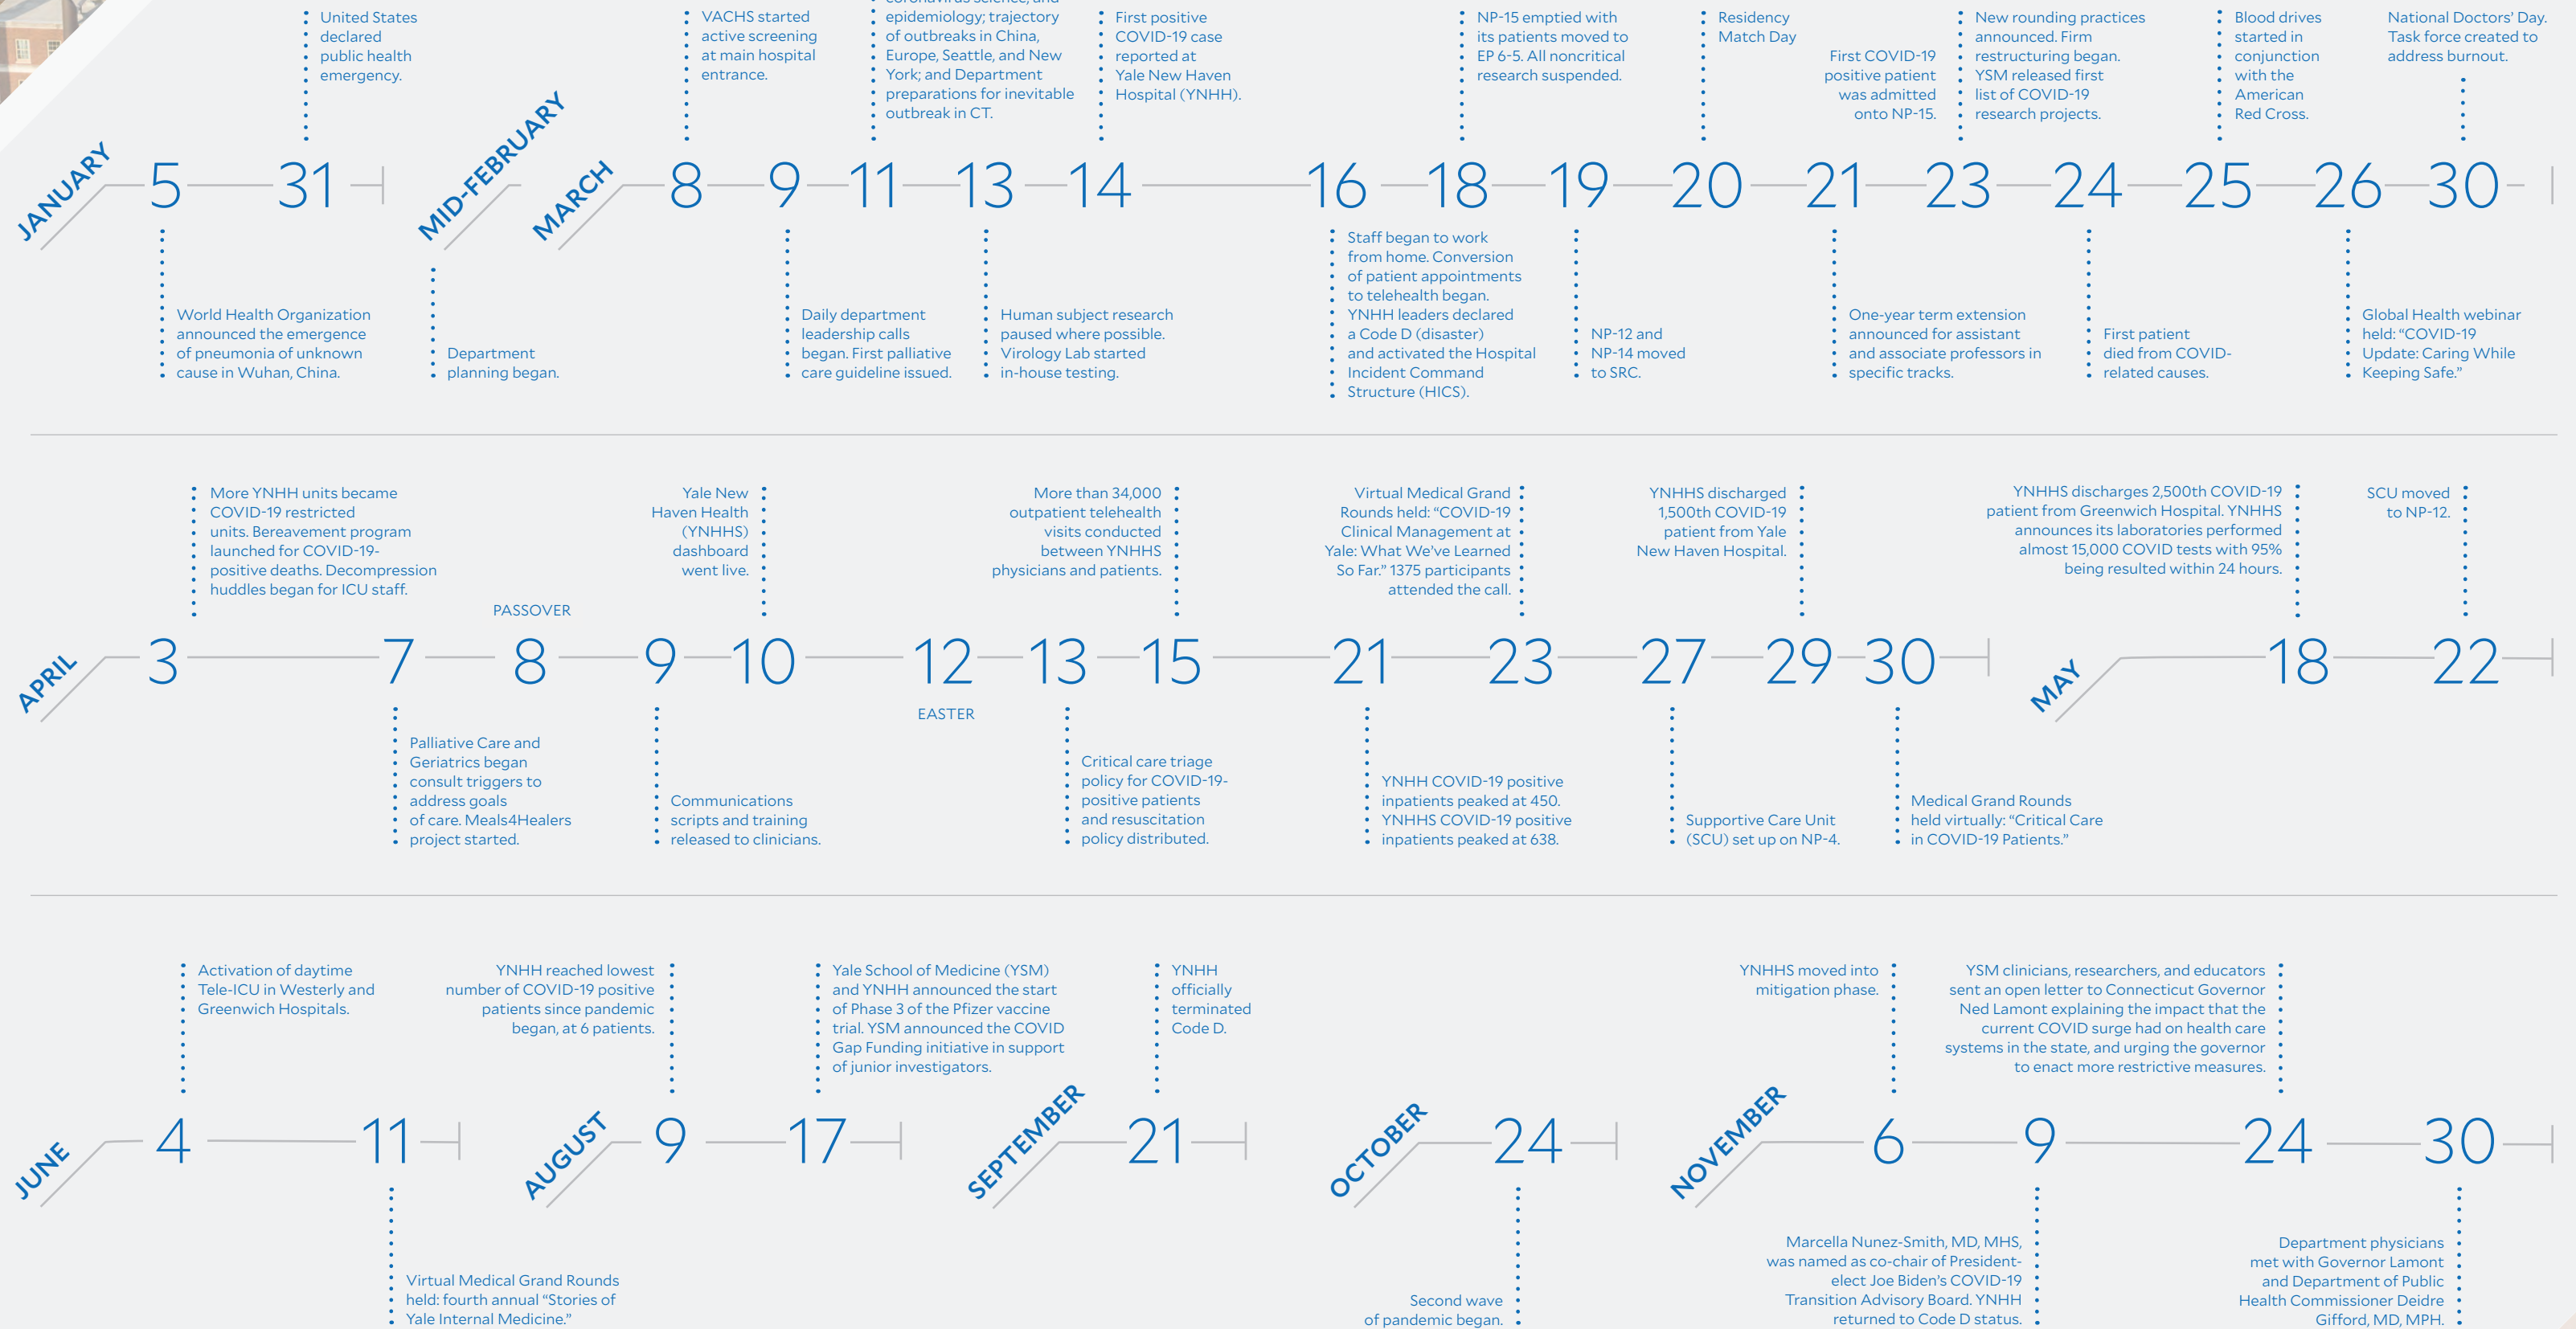 United States
declared
public health
emergency.
VACHS started
active screening
at main hospital
entrance.
coronavirus science, and
epidemiology; trajectory
of outbreaks in China,
Europe, Seattle, and New
York; and Department
preparations for inevitable
outbreak in CT.
First positive
COVID-19 case
reported at
Yale New Haven
Hospital (YNHH).
NP-15 emptied with
its patients moved to
EP 6-5. All noncritical
research suspended.
Residency
Match Day
First COVID-19
positive patient
was admitted
onto NP-15.
New rounding practices
announced. Firm
restructuring began.
YSM released first
list of COVID-19
research projects.
Blood drives
started in
conjunction
with the
American
Red Cross.
National Doctors’ Day.
Task force created to
address burnout.
JANUARY 5 31 MID-FEBRUARY MARCH 8 9 11 13 14 16 18 19 20 21 23 24 25 26 30
World Health Organization
announced the emergence
of pneumonia of unknown
cause in Wuhan, China.
Department
planning began.
Daily department
leadership calls
began. First palliative
care guideline issued.
Human subject research
paused where possible.
Virology Lab started
in-house testing.
Staff began to work
from home. Conversion
of patient appointments
to telehealth began.
YNHH leaders declared
a Code D (disaster)
and activated the Hospital
Incident Command
Structure (HICS).
NP-12 and
NP-14 moved
to SRC.
One-year term extension
announced for assistant
and associate professors in
specific tracks.
First patient
died from COVID-
related causes.
Global Health webinar
held: “COVID-19
Update: Caring While
Keeping Safe.”
More YNHH units became
COVID-19 restricted
units. Bereavement program
launched for COVID-19-
positive deaths. Decompression
huddles began for ICU staff.
PASSOVER
Yale New
Haven Health
(YNHHS)
dashboard
went live.
More than 34,000
outpatient telehealth
visits conducted
between YNHHS
physicians and patients.
Virtual Medical Grand
Rounds held: “COVID-19
Clinical Management at
Yale: What We’ve Learned
So Far.” 1375 participants
attended the call.
YNHHS discharged
1,500th COVID-19
patient from Yale
New Haven Hospital.
YNHHS discharges 2,500th COVID-19
patient from Greenwich Hospital. YNHHS
announces its laboratories performed
almost 15,000 COVID tests with 95%
being resulted within 24 hours.
SCU moved
to NP-12.
APRIL 3 7 8 9 10 12 13 15 21 23 27 29 30 MAY 18 22
EASTER
Palliative Care and
Geriatrics began
consult triggers to
address goals
of care. Meals4Healers
project started.
Communications
scripts and training
released to clinicians.
Critical care triage
policy for COVID-19-
positive patients
and resuscitation
policy distributed.
YNHH COVID-19 positive
inpatients peaked at 450.
YNHHS COVID-19 positive
inpatients peaked at 638.
Supportive Care Unit
(SCU) set up on NP-4.
Medical Grand Rounds
held virtually: “Critical Care
in COVID-19 Patients.”
Activation of daytime
Tele-ICU in Westerly and
Greenwich Hospitals.
YNHH reached lowest
number of COVID-19 positive
patients since pandemic
began, at 6 patients.
Yale School of Medicine (YSM)
and YNHH announced the start
of Phase 3 of the Pfizer vaccine
trial. YSM announced the COVID
Gap Funding initiative in support
of junior investigators.
YNHH
officially
terminated
Code D.
YNHHS moved into
mitigation phase.
YSM clinicians, researchers, and educators
sent an open letter to Connecticut Governor
Ned Lamont explaining the impact that the
current COVID surge had on health care
systems in the state, and urging the governor
to enact more restrictive measures.
JUNE 4 11 AUGUST 9 17 SEPTEMBER 21 OCTOBER 24 NOVEMBER 6 9 24 30
Virtual Medical Grand Rounds
held: fourth annual “Stories of
Yale Internal Medicine.”
Second wave
of pandemic began.
Marcella Nunez-Smith, MD, MHS,
was named as co-chair of President-
elect Joe Biden’s COVID-19
Transition Advisory Board. YNHH
returned to Code D status.
Department physicians
met with Governor Lamont
and Department of Public
Health Commissioner Deidre
Gifford, MD, MPH.